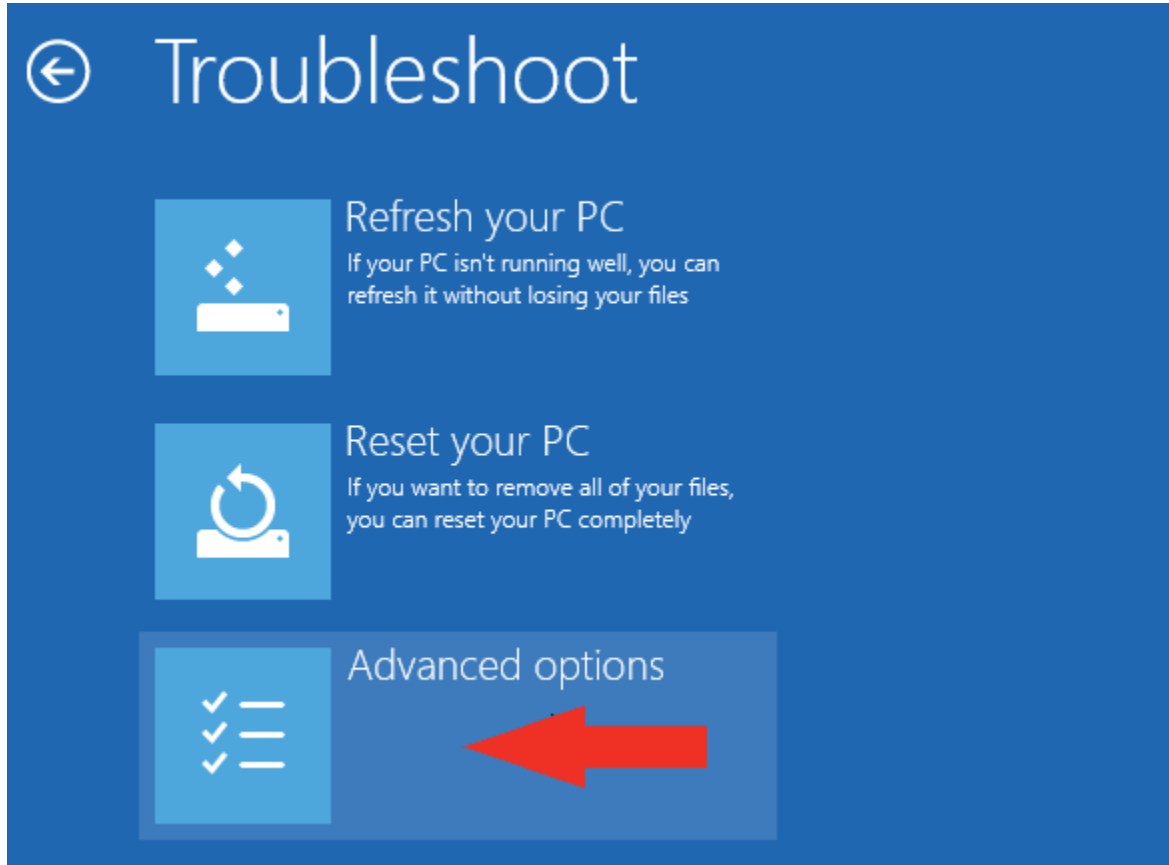 Troubleshoot
Refresh your PC
If your PC isn't running well, you can
refresh it without losing your files
Reset your PC
If you want to remove all of your files,
you can reset your PC completely
Advanced options